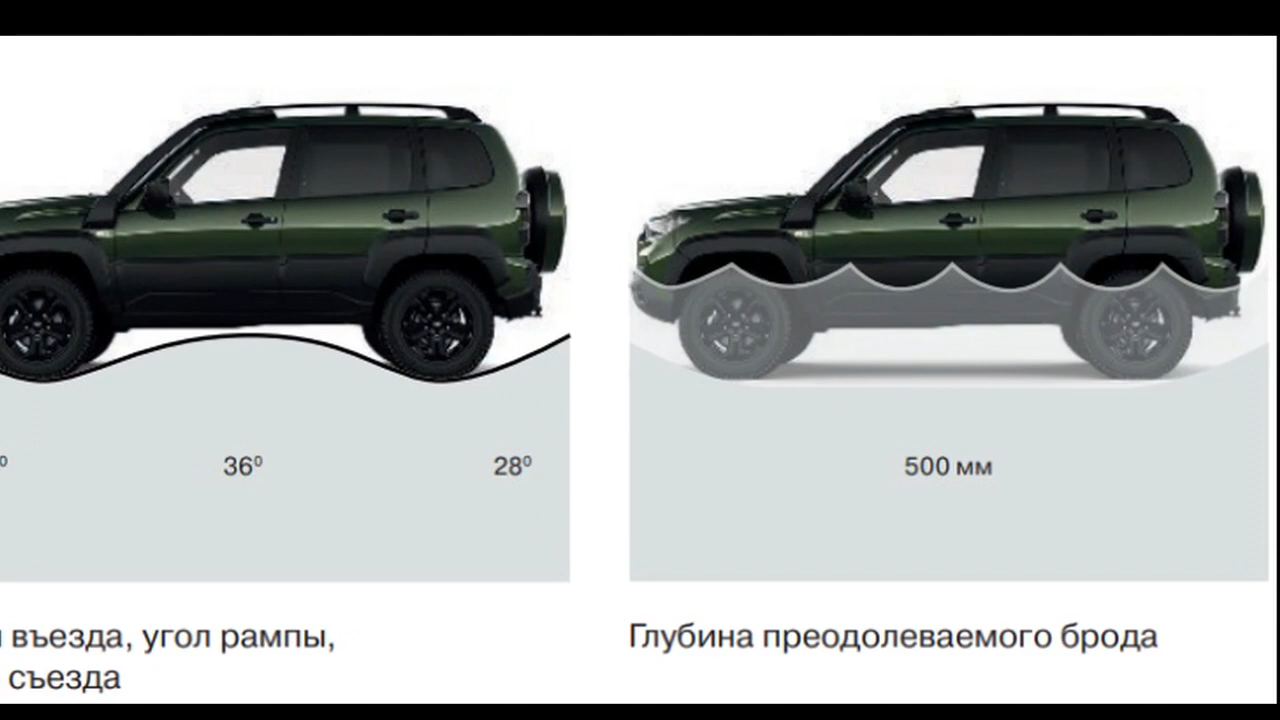 36⁰
28⁰
500 мм
въезда, угол рампы,
съезда
Глубина преодолеваемого брода